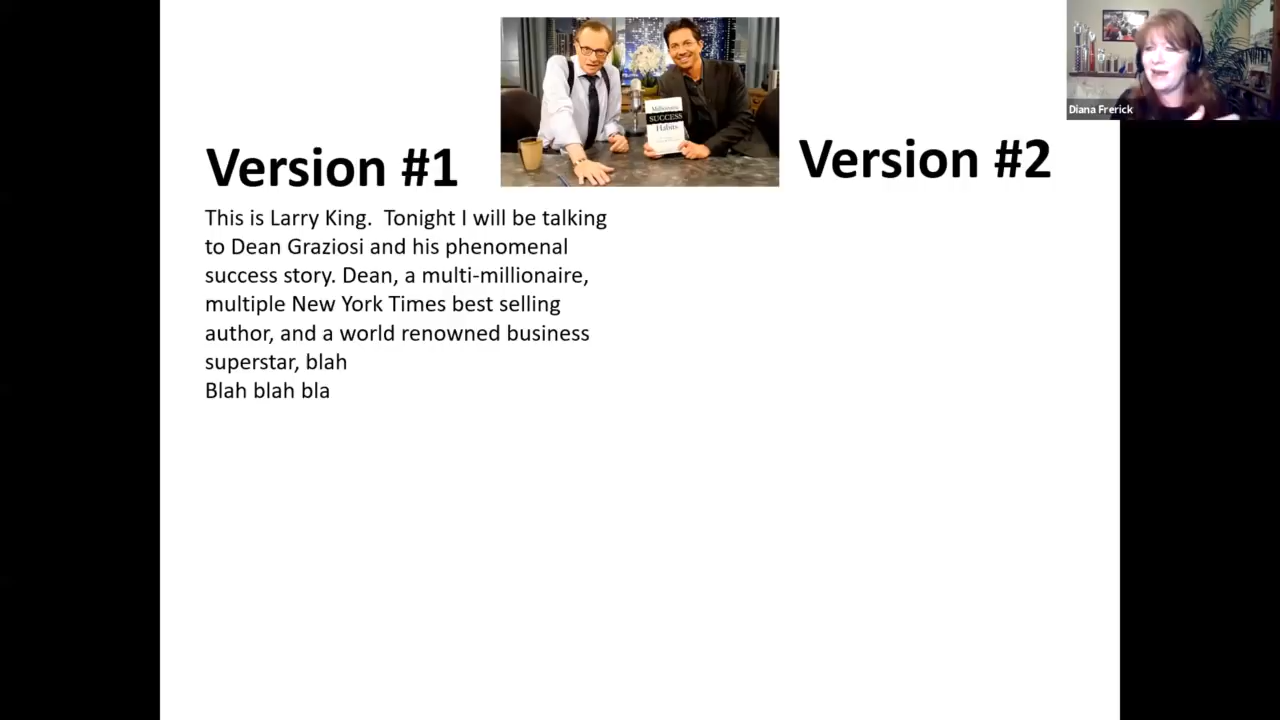 Diana Frerick
Millionaire
SUCCESS
Habits
Version #1
Version #2
This is Larry King.  Tonight I will be talking
to Dean Graziosi and his phenomenal
success story. Dean, a multi-millionaire,
multiple New York Times best selling
author, and a world renowned business
superstar, blah
Blah blah bla